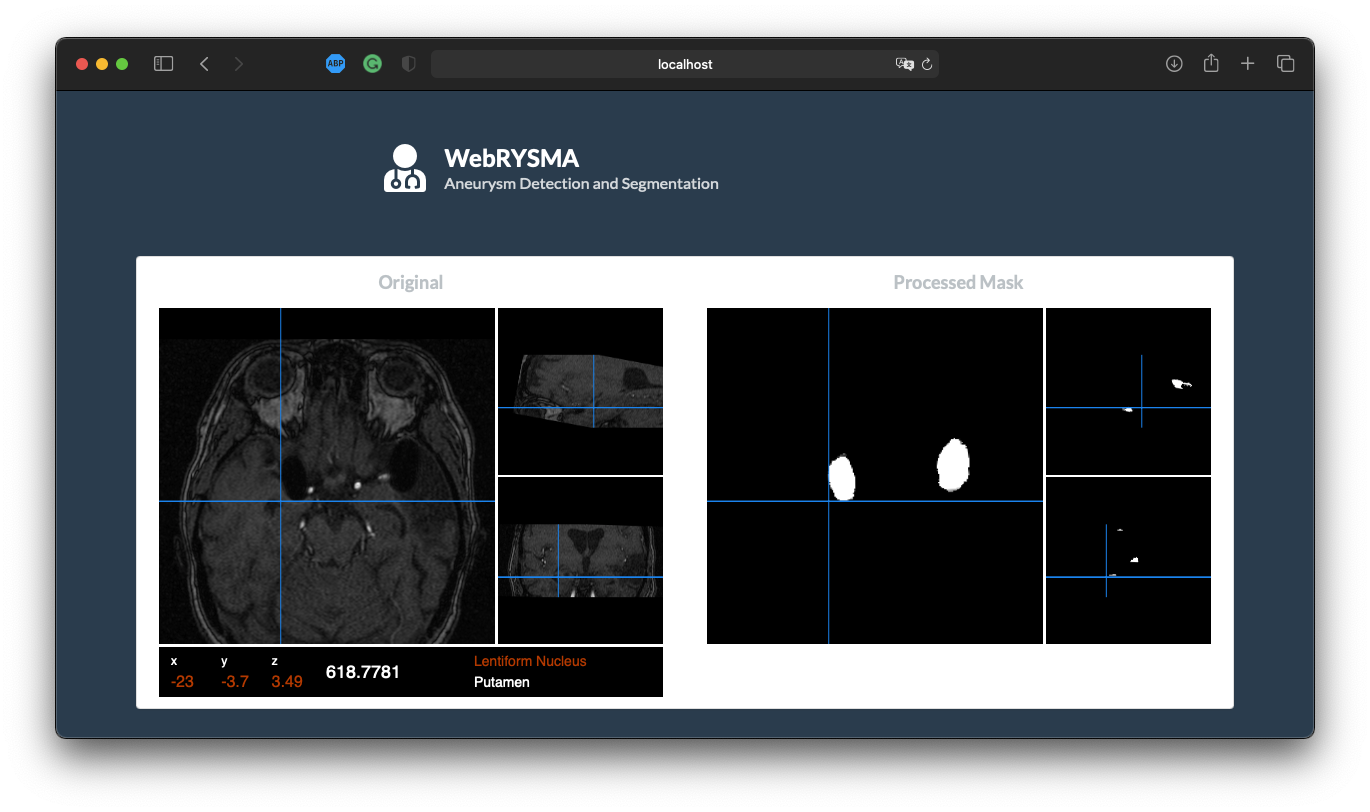 ABP
localhost
WebRYSMA
Aneurysm Detection and Segmentation
Original
Processed Mask
x y z
-23 -3.7 3.49
618.7781
Lentiform Nucleus
Putamen